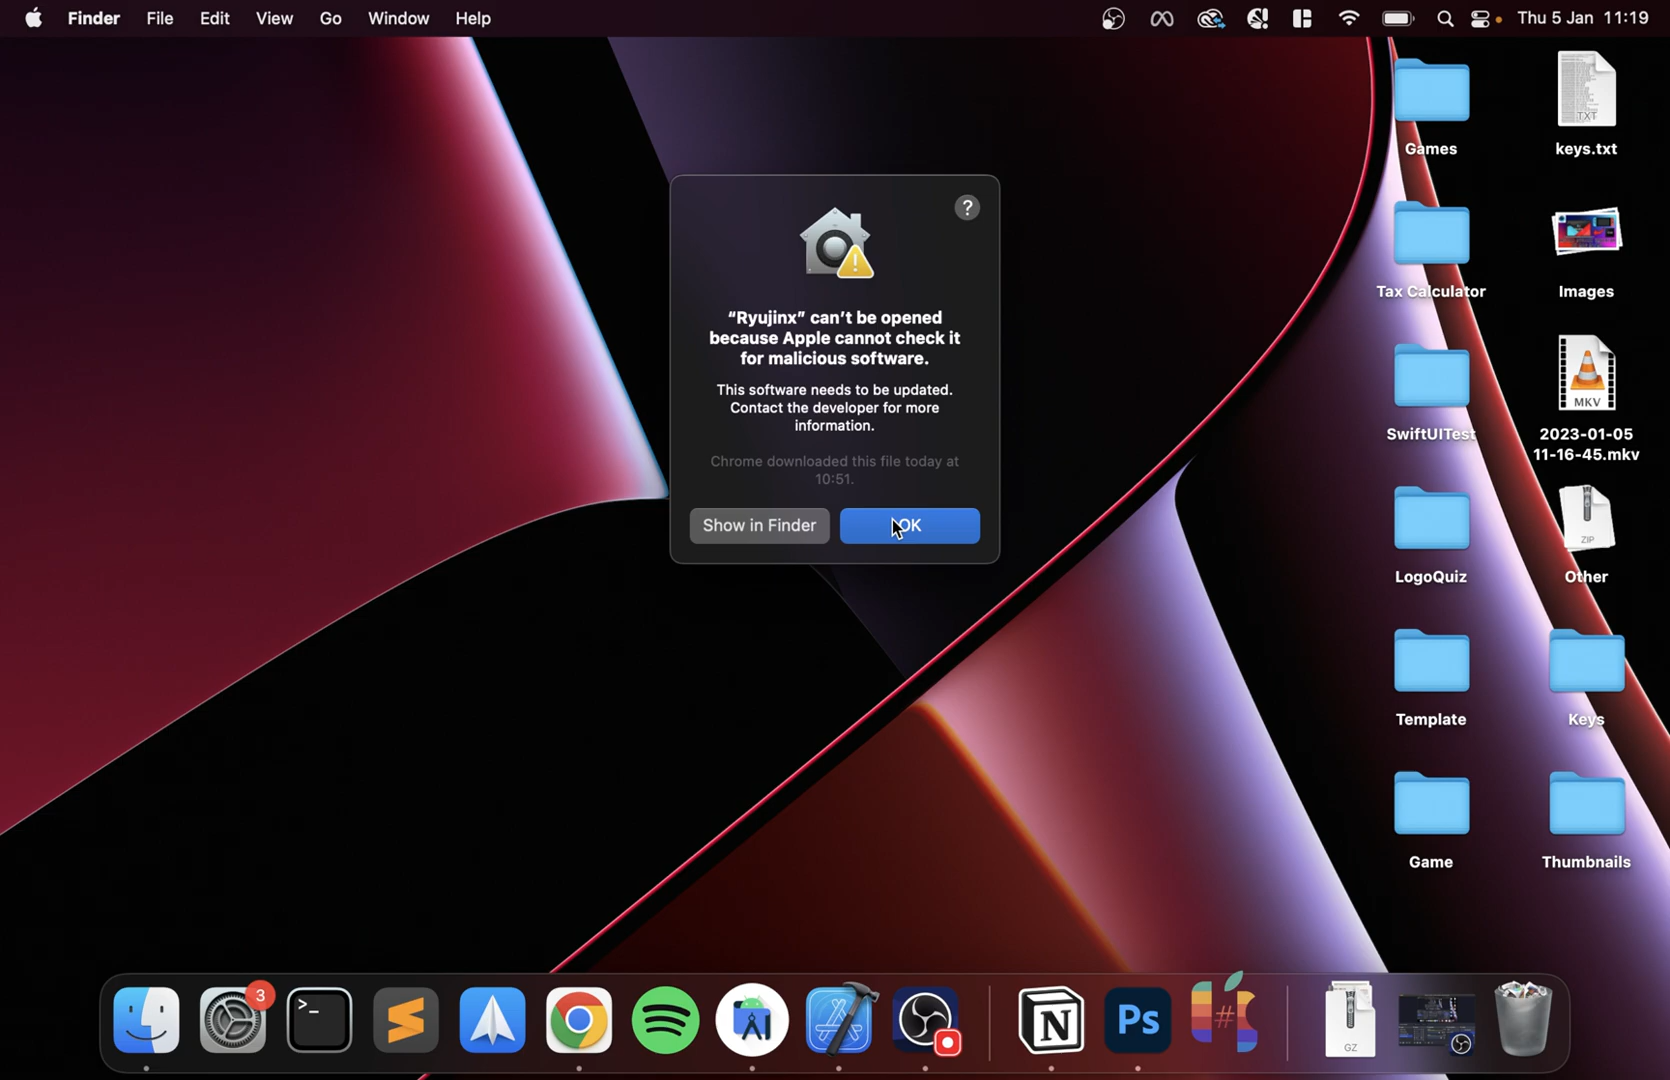 Finder File Edit View Go Window Help Thu 5 Jan 11:19
?
“Ryujinx” can’t be opened
because Apple cannot check it
for malicious software.
This software needs to be updated.
Contact the developer for more
information.
Chrome downloaded this file today at
10:51.
Show in Finder OK
Games
TXT
keys.txt
Tax Calculator
Images
SwiftUITest
MKV
2023-01-05
11-16-45.mkv
LogoQuiz
ZIP
Other
Template
Keys
Game
Thumbnails
3
>_
N
Ps
#
GZ